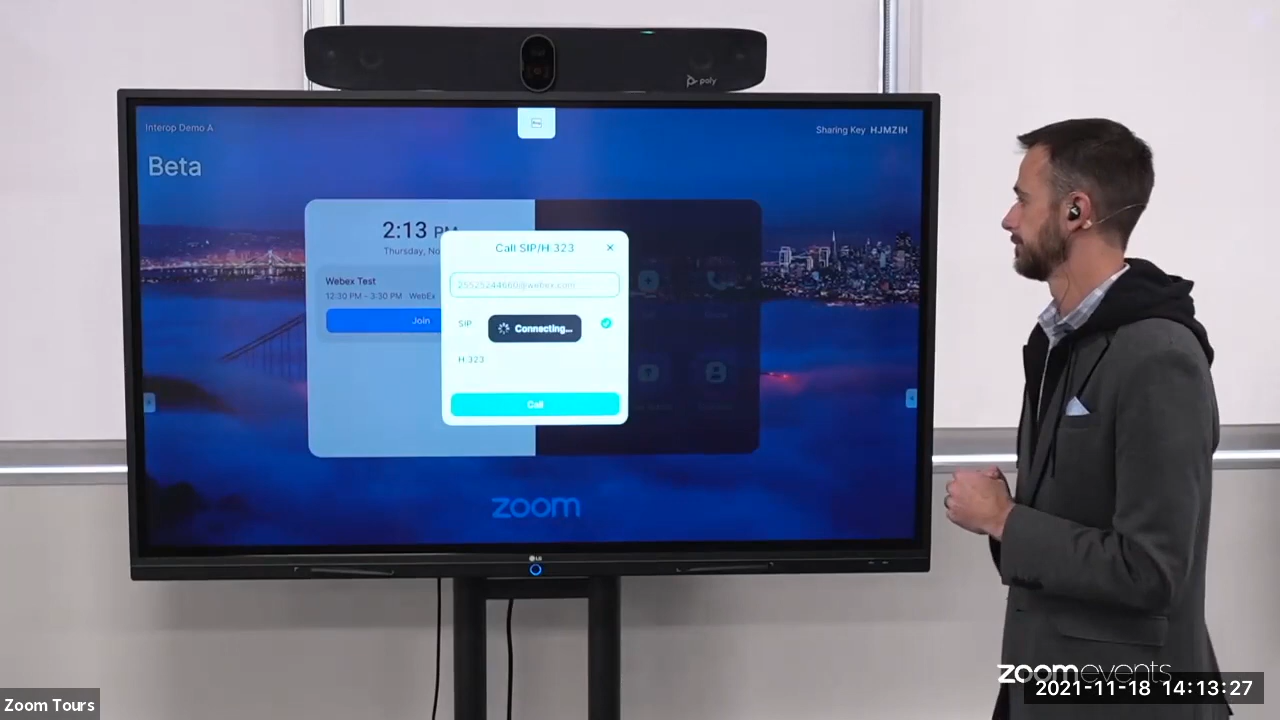 poly
Interop Demo A
Sharing Key HJMZIH
Beta
2:13 PM
Thursday, No
Call SIP/H.323
Webex Test
12:30 PM - 3:30 PM WebEx
Join
SIP
Connecting...
H.323
Call
zoom
LG
zoomevents
2021-11-18 14:13:27
Zoom Tours